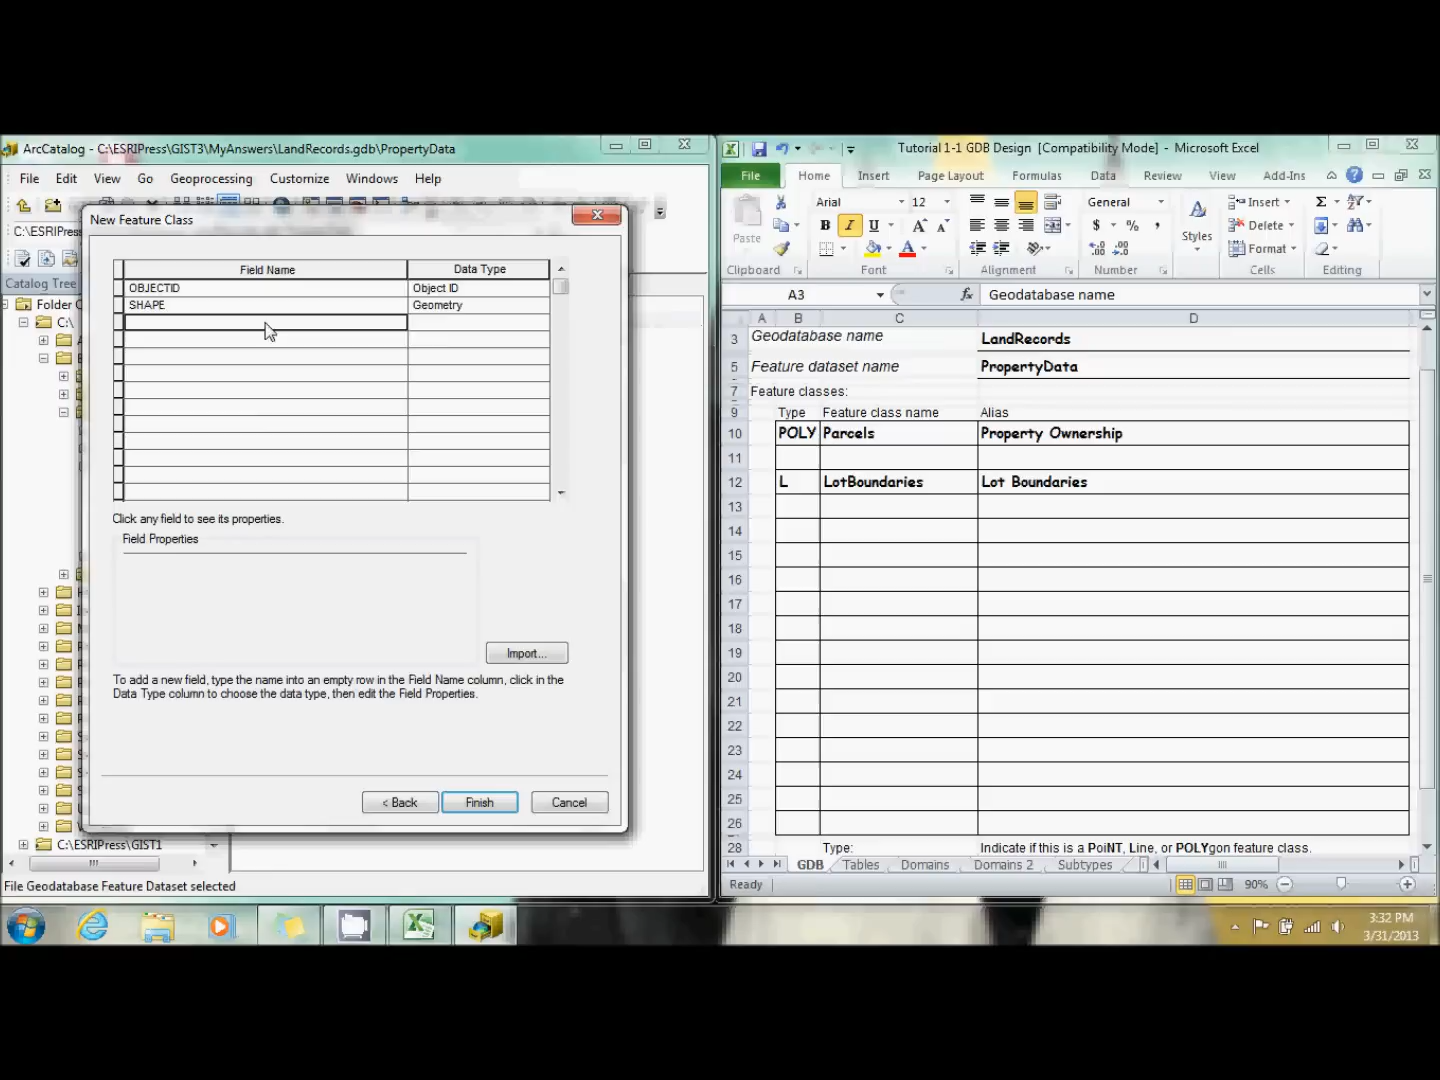 ArcCatalog - C:\ESRIPress\GIST3\MyAnswers\LandRecords.gdb\PropertyData
File Edit View Go Geoprocessing Customize Windows Help
C:\ESRIPress
Catalog Tree
Folder C
C:\
C:\ESRIPress\GIST1
File Geodatabase Feature Dataset selected
New Feature Class
Field Name Data Type
OBJECTID Object ID
SHAPE Geometry
Click any field to see its properties.
Field Properties
Import...
To add a new field, type the name into an empty row in the Field Name column, click in the
Data Type column to choose the data type, then edit the Field Properties.
< Back Finish Cancel
Tutorial 1-1 GDB Design [Compatibility Mode] - Microsoft Excel
File Home Insert Page Layout Formulas Data Review View Add-Ins
Paste
Arial 12
B I U
General
$ % ,
Styles
Insert
Delete
Format
Clipboard Font Alignment Number Cells Editing
A3 fx Geodatabase name
A B C D
3 Geodatabase name LandRecords
5 Feature dataset name PropertyData
7 Feature classes:
9 Type Feature class name Alias
10 POLY Parcels Property Ownership
11
12 L LotBoundaries Lot Boundaries
13
14
15
16
17
18
19
20
21
22
23
24
25
26
28 Type: Indicate if this is a PoiNT, Line, or POLYgon feature class.
GDB Tables Domains Domains 2 Subtypes
Ready 90%
3:32 PM
3/31/2013